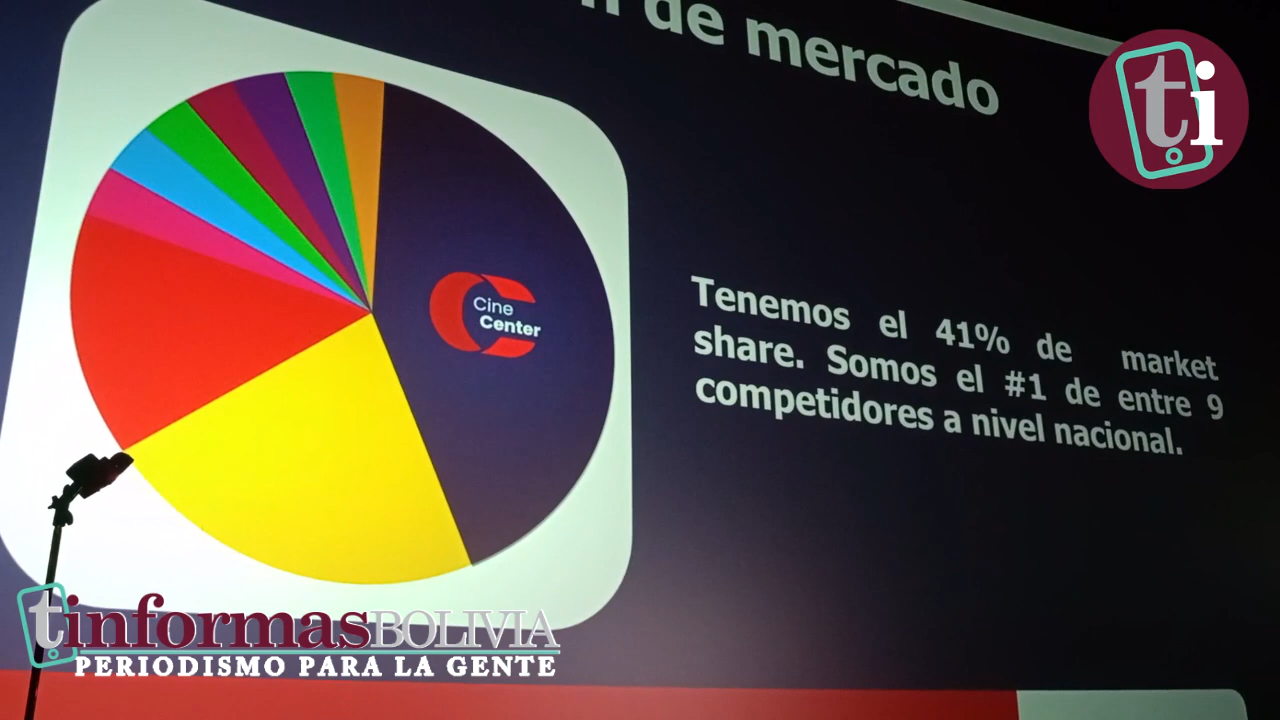 de mercado
ti
Cine
Center
Tenemos el 41% de market
share. Somos el #1 de entre 9
competidores a nivel nacional.
tinformasBOLIVIA
PERIODISMO PARA LA GENTE